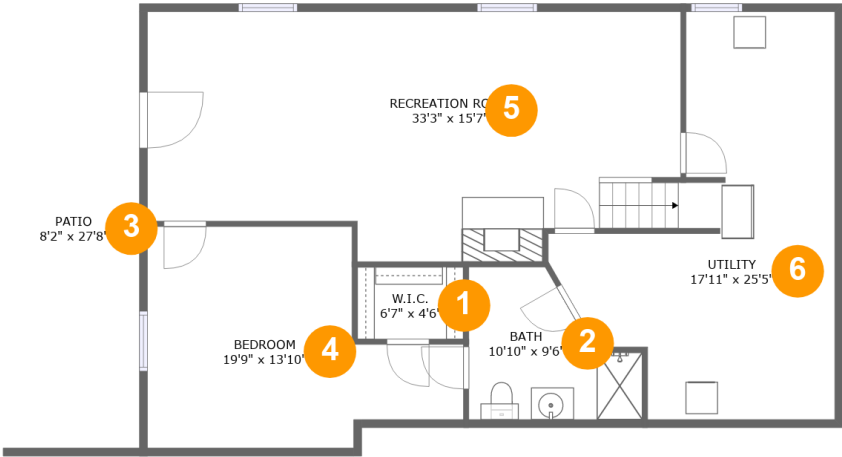 RECREATION RO
5
33'3" x 15'7"
PATIO
3
8'2" x 27'8"
UTILITY
6
17'11" x 25'5"
W.I.C.
1
6'7" x 4'6"
BATH
2
10'10" x 9'6"
BEDROOM
4
19'9" x 13'10"